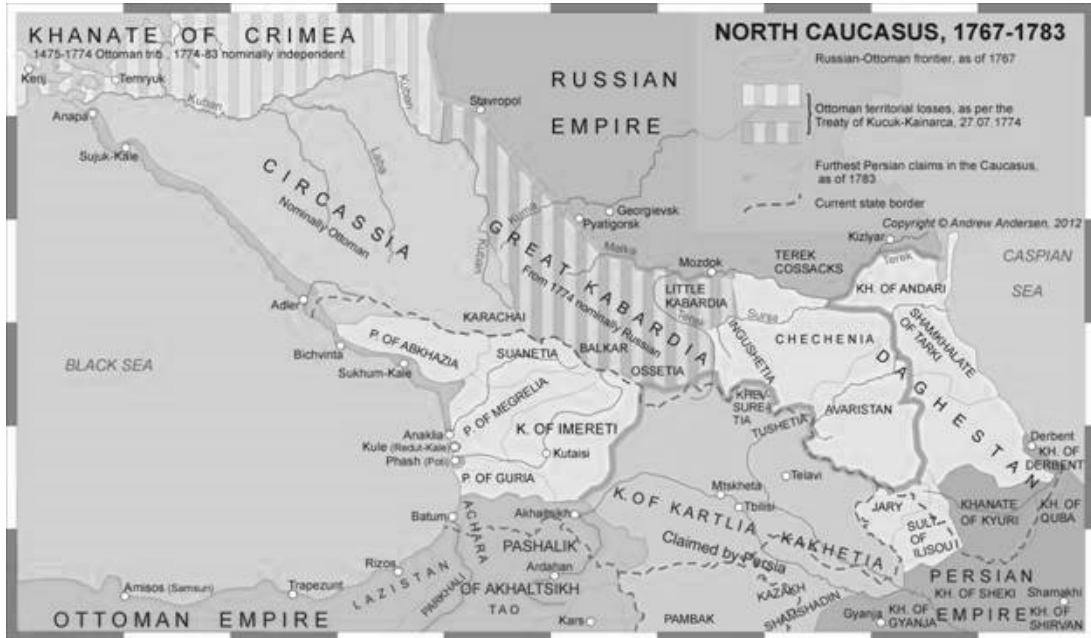 KHANATE OF CRIMEA
1475-1774 Ottoman trib., 1774-83 nominally independent
NORTH CAUCASUS, 1767-1783
Russian-Ottoman frontier, as of 1767
Ottoman territorial losses, as per the
Treaty of Kucuk-Kainarca, 27.07.1774
Furthest Persian claims in the Caucasus,
as of 1783
Current state border
Copyright © Andrew Andersen, 2012
RUSSIAN
EMPIRE
Kerj
Temryuk
Kuban
Kuban
Stavropol
Anapa
Sujuk-Kale
Laba
CIRCASSIA
Nominally Ottoman
Kuban
Kuma
Georgievsk
Pyatigorsk
GREAT KABARDIA
From 1774 nominally Russian
Malka
Mozdok
TEREK
COSSACKS
Kizlyar
Terek
CASPIAN
SEA
KH. OF ANDARI
LITTLE
KABARDIA
Terek
Sunja
SHAMKHALATE
OF TARKI
Adler
KARACHAI
BALKAR
OSSETIA
INGUSHETIA
CHECHENIA
DAGHESTAN
BLACK SEA
Bichvinta
P. OF ABKHAZIA
Sukhum-Kale
SUANETIA
P. OF MEGRELIA
KHEV-
SURE-
TIA
TUSHETIA
AVARISTAN
Anaklia
Kule (Redut-Kale)
Phash (Poti)
K. OF IMERETI
Kutaisi
P. OF GURIA
Telavi
Derbent
KH. OF
DERBENT
Mtskheta
Tbilisi
K. OF KARTLIA - KAKHETIA
Claimed by Persia
JARY
SULT.
OF
ILISOU
KHANATE
OF KYURI
KH. OF
QUBA
Batum
ACHARA
Akhaltsikh
PASHALIK
OF AKHALTSIKH
Ardahan
Rizos
LAZISTAN
PARKHAL
TAO
Kars
Amisos (Samsun)
Trapezunt
OTTOMAN EMPIRE
PAMBAK
KAZAKH
SHAMSHADIN
PERSIAN
EMPIRE
KH. OF SHEKI
Gyanja
KH. OF
GYANJA
Shamakhi
KH. OF
SHIRVAN